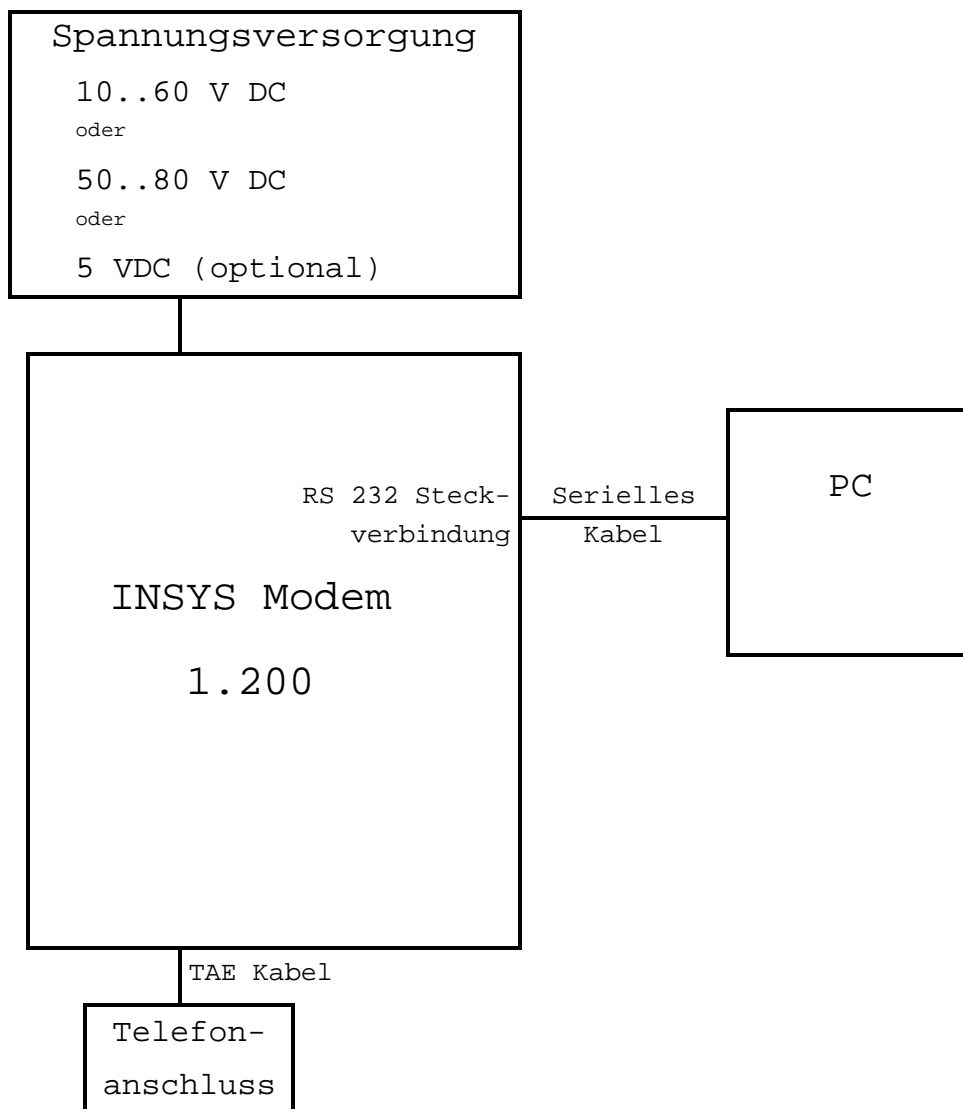 Spannungsversorgung
10..60 V DC
oder
50..80 V DC
oder
5 VDC (optional)
RS 232 Steck-
verbindung
Serielles
Kabel
PC
INSYS Modem
1.200
TAE Kabel
Telefon-
anschluss